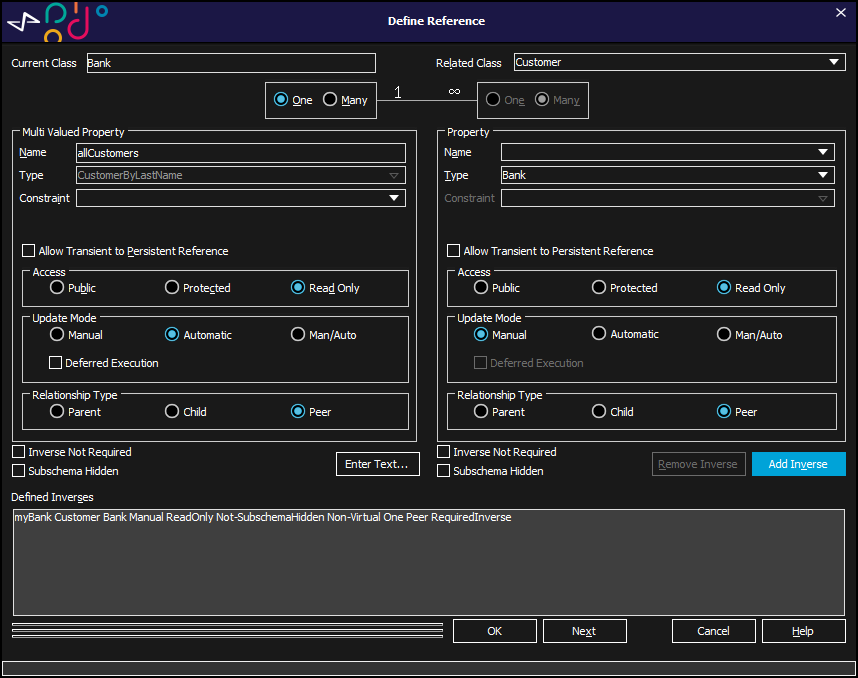 Define Reference
Current Class Bank Related Class Customer
One Many 1 ∞ One Many
Multi Valued Property Property
Name allCustomers Name
Type CustomerByLastName Type Bank
Constraint Constraint
Allow Transient to Persistent Reference Allow Transient to Persistent Reference
Access Access
Public Protected Read Only Public Protected Read Only
Update Mode Update Mode
Manual Automatic Man/Auto Manual Automatic Man/Auto
Deferred Execution Deferred Execution
Relationship Type Relationship Type
Parent Child Peer Parent Child Peer
Inverse Not Required Inverse Not Required
Subschema Hidden Enter Text... Subschema Hidden Remove Inverse Add Inverse
Defined Inverses
myBank Customer Bank Manual ReadOnly Not-SubschemaHidden Non-Virtual One Peer RequiredInverse
OK Next Cancel Help